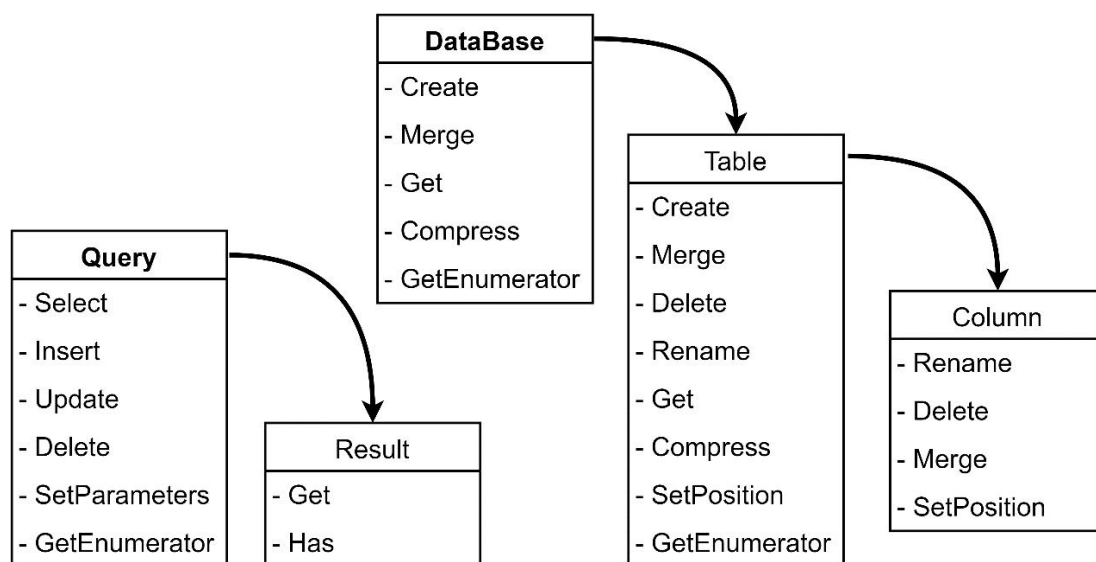 DataBase
- Create
- Merge
- Get
- Compress
- GetEnumerator
Table
- Create
- Merge
- Delete
- Rename
- Get
- Compress
- SetPosition
- GetEnumerator
Column
- Rename
- Delete
- Merge
- SetPosition
Query
- Select
- Insert
- Update
- Delete
- SetParameters
- GetEnumerator
Result
- Get
- Has